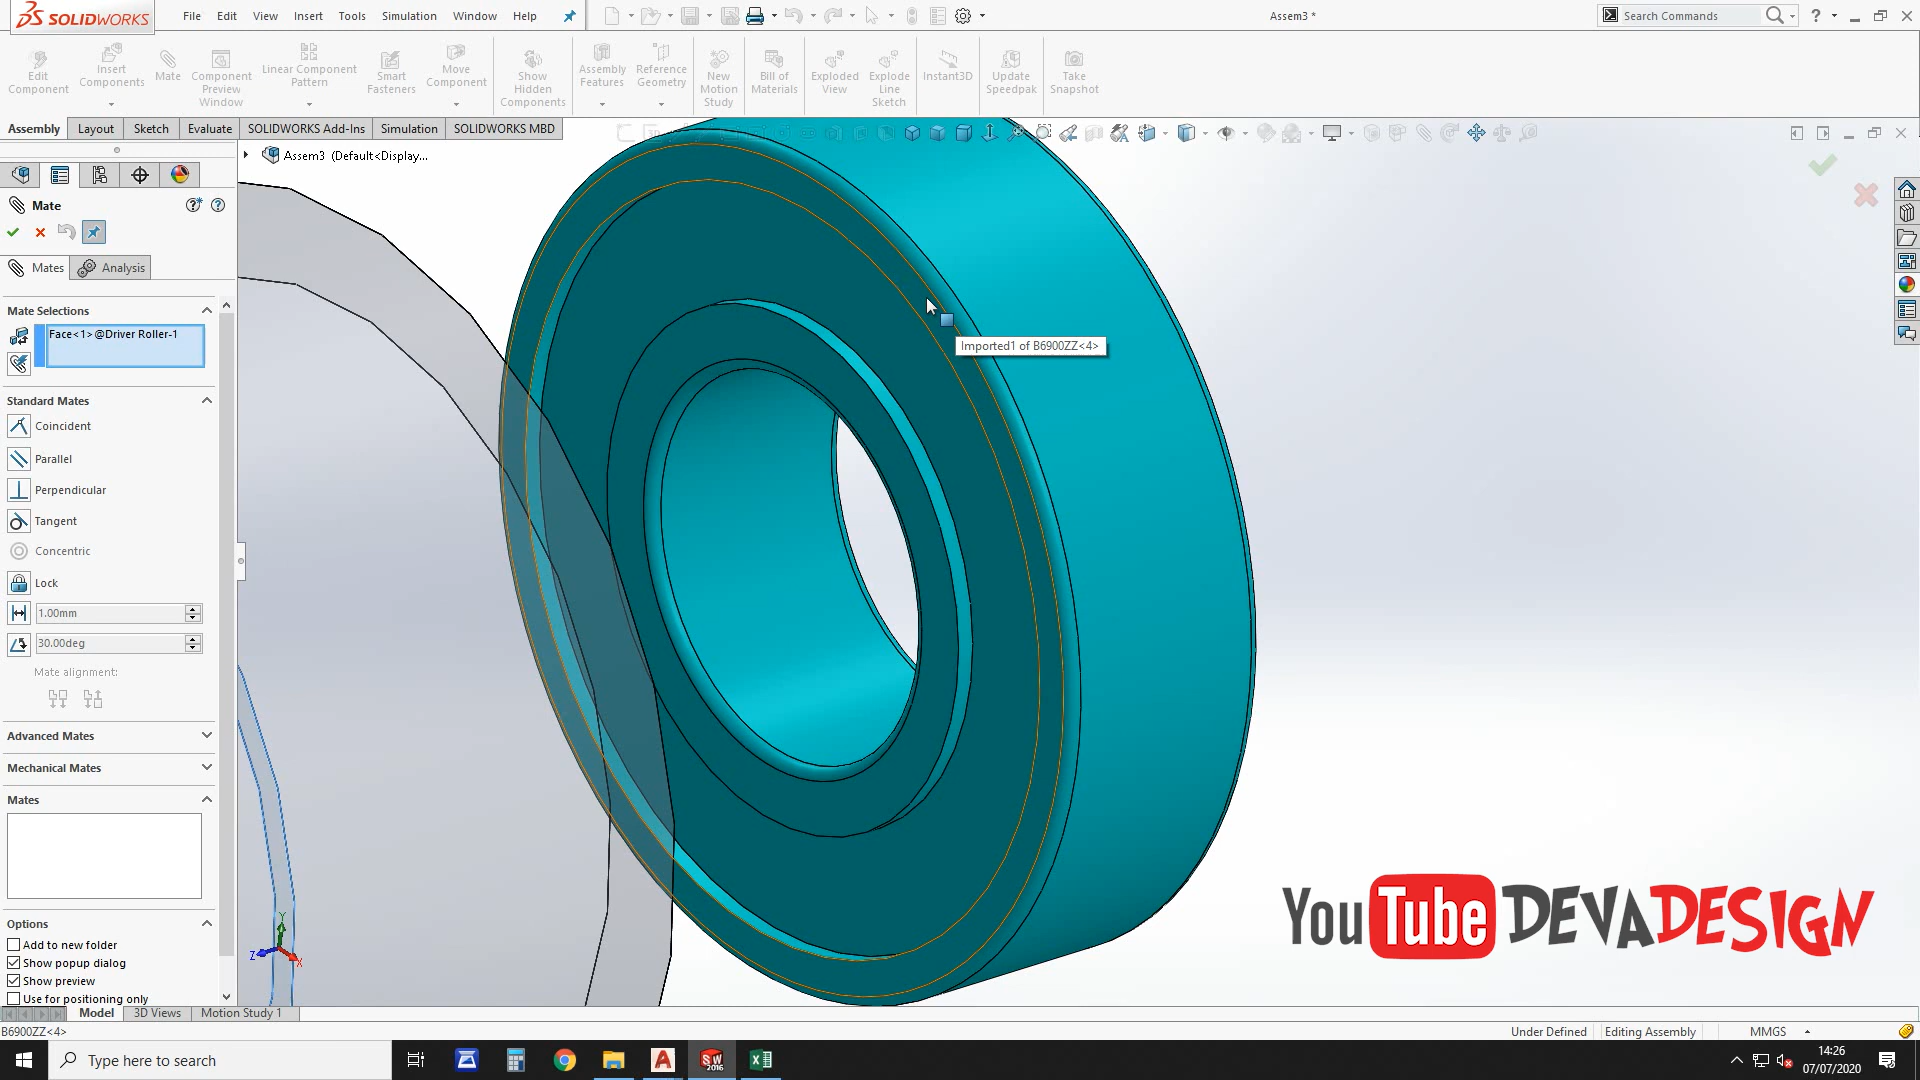 SOLIDWORKS
File Edit View Insert Tools Simulation Window Help
Assem3 *
Search Commands
Edit Component
Insert Components
Mate
Component Preview Window
Linear Component Pattern
Smart Fasteners
Move Component
Show Hidden Components
Assembly Features
Reference Geometry
New Motion Study
Bill of Materials
Exploded View
Explode Line Sketch
Instant3D
Update Speedpak
Take Snapshot
Assembly Layout Sketch Evaluate SOLIDWORKS Add-Ins Simulation SOLIDWORKS MBD
Assem3 (Default<Display...
Mate
Mates Analysis
Mate Selections
Face<1>@Driver Roller-1
Standard Mates
Coincident
Parallel
Perpendicular
Tangent
Concentric
Lock
1.00mm
30.00deg
Mate alignment:
Advanced Mates
Mechanical Mates
Mates
Options
Add to new folder
Show popup dialog
Show preview
Use for positioning only
Imported1 of B6900ZZ<4>
Y
Z
X
YouTube DEVADESIGN
Model 3D Views Motion Study 1
B6900ZZ<4>
Under Defined Editing Assembly MMGS
Type here to search
A
SW
2016
14:26
07/07/2020